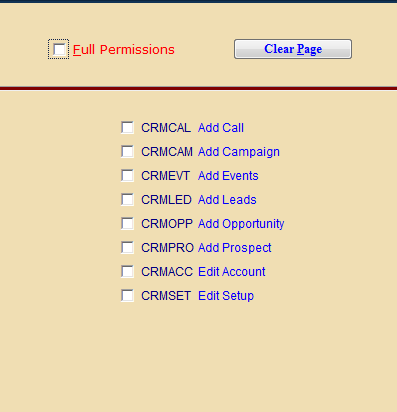 Full Permissions Clear Page
CRMCAL Add Call
CRMCAM Add Campaign
CRMEVT Add Events
CRMLED Add Leads
CRMOPP Add Opportunity
CRMPRO Add Prospect
CRMACC Edit Account
CRMSET Edit Setup